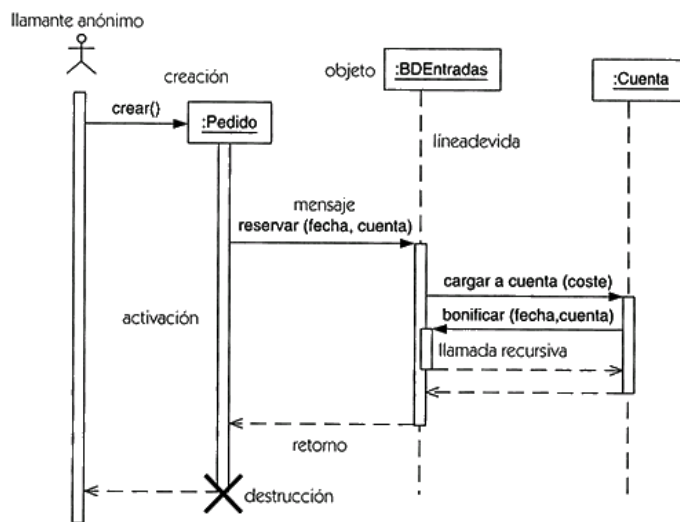 llamante anónimo
creación
objeto
:BDEntradas
:Cuenta
crear()
:Pedido
líneadevida
mensaje
reservar (fecha, cuenta)
cargar a cuenta (coste)
activación
bonificar (fecha,cuenta)
llamada recursiva
retorno
destrucción